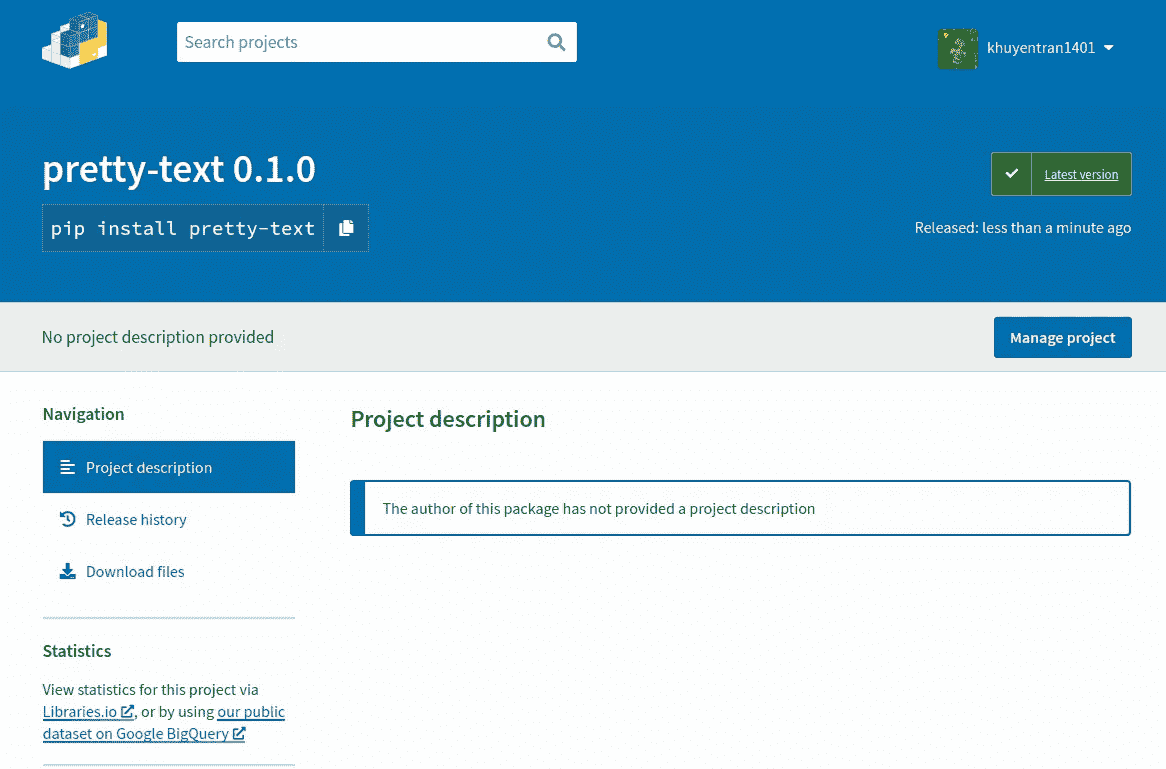 Search projects
khuyentran1401
pretty-text 0.1.0
Latest version
pip install pretty-text
Released: less than a minute ago
No project description provided
Manage project
Navigation
Project description
Release history
Download files
Statistics
View statistics for this project via
Libraries.io, or by using our public
dataset on Google BigQuery
Project description
The author of this package has not provided a project description